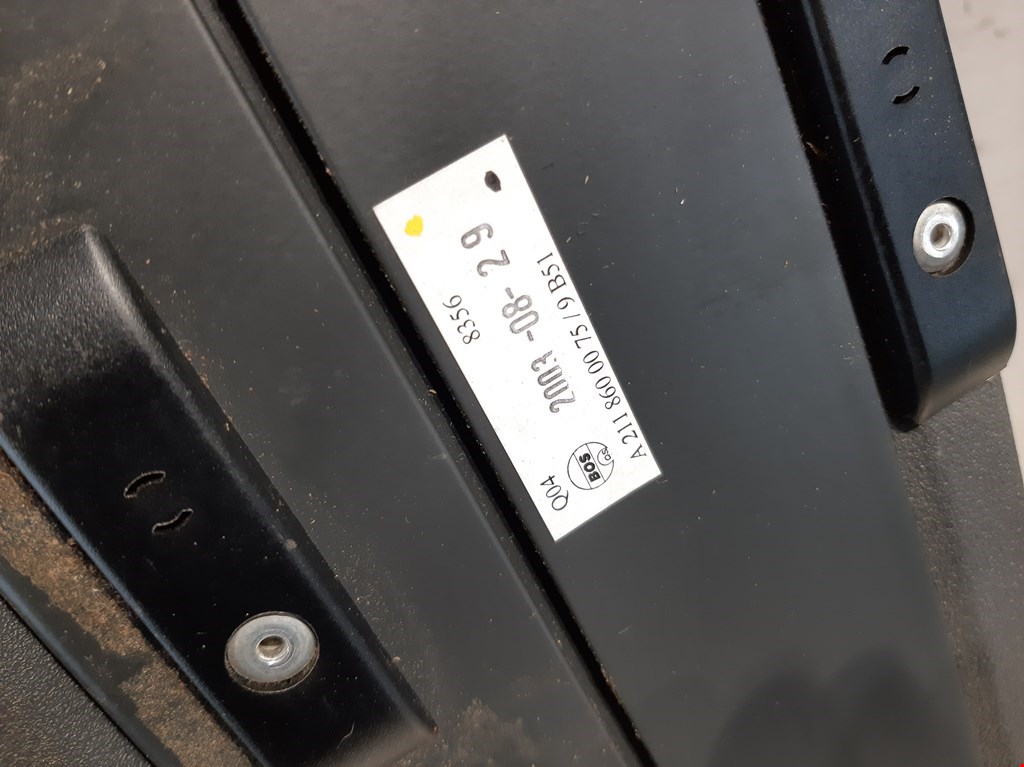 Q04 8356
BOS
2003-08-29
A 211 860 00 75 / 9 B51